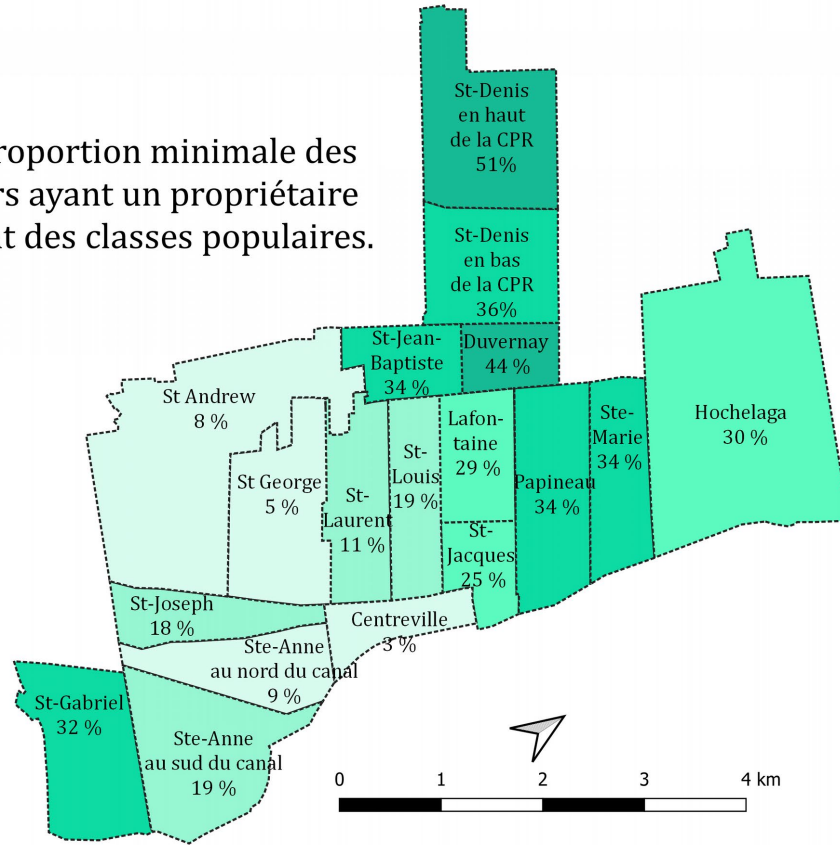 roportion minimale des
rs ayant un propriétaire
t des classes populaires.
St-Denis
en haut
de la CPR
51%
St-Denis
en bas
de la CPR
36%
St-Jean-
Baptiste
34 %
Duvernay
44 %
St Andrew
8 %
St George
5 %
St-
Laurent
11 %
St-
Louis
19 %
Lafon-
taine
29 %
St-
Jacques
25 %
Papineau
34 %
Ste-
Marie
34 %
Hochelaga
30 %
St-Joseph
18 %
Centreville
3 %
Ste-Anne
au nord du canal
9 %
St-Gabriel
32 %
Ste-Anne
au sud du canal
19 %
0 1 2 3 4 km